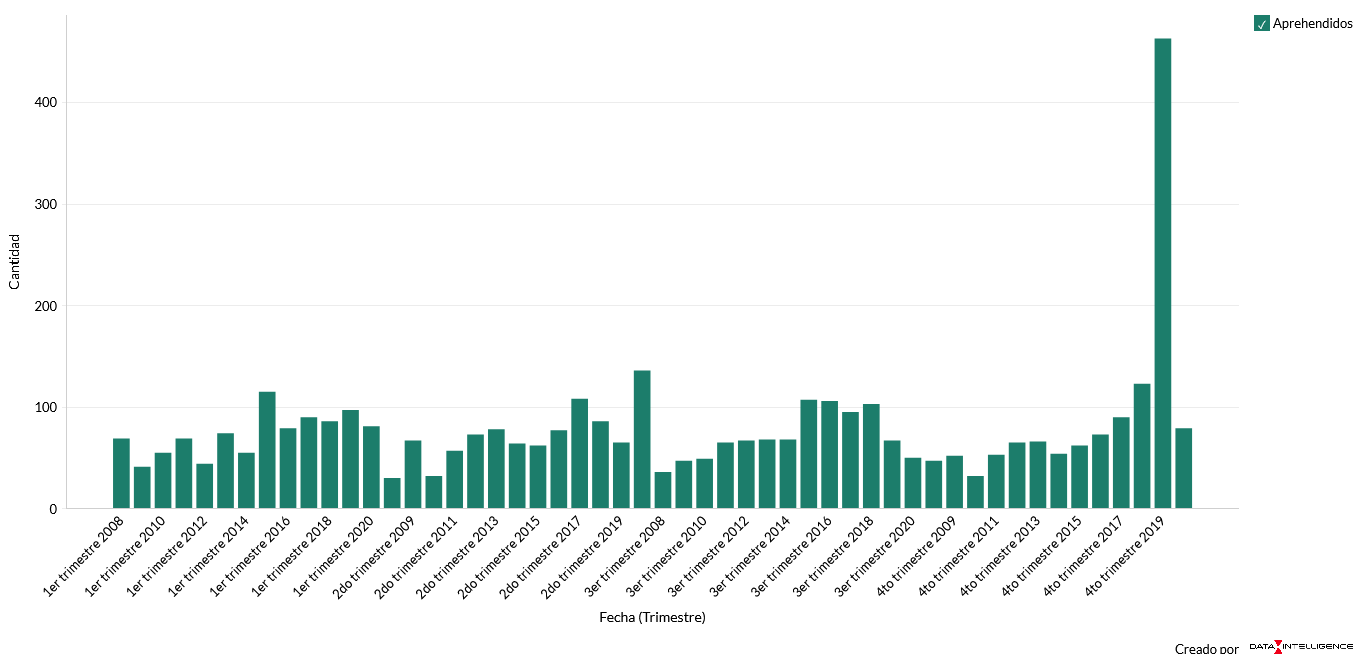 Aprehendidos
Cantidad
400
300
200
100
0
1er trimestre 2008
1er trimestre 2010
1er trimestre 2012
1er trimestre 2014
1er trimestre 2016
1er trimestre 2018
1er trimestre 2020
2do trimestre 2009
2do trimestre 2011
2do trimestre 2013
2do trimestre 2015
2do trimestre 2017
2do trimestre 2019
3er trimestre 2008
3er trimestre 2010
3er trimestre 2012
3er trimestre 2014
3er trimestre 2016
3er trimestre 2018
3er trimestre 2020
4to trimestre 2009
4to trimestre 2011
4to trimestre 2013
4to trimestre 2015
4to trimestre 2017
4to trimestre 2019
Fecha (Trimestre)
Creado por DATA INTELLIGENCE